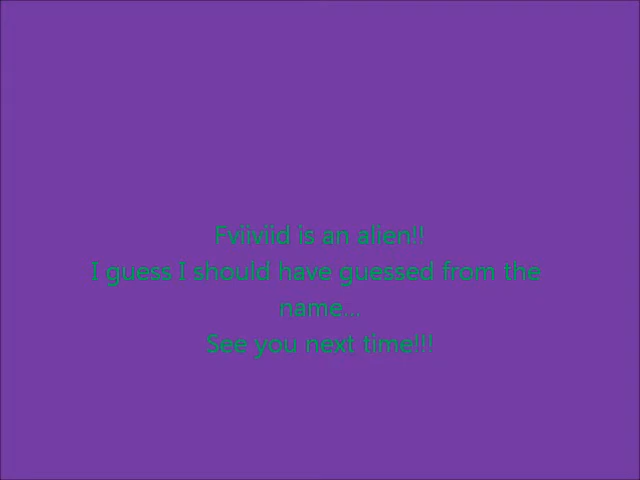 Fviiviid is an alien!!
I guess I should have guessed from the
name...
See you next time!!!